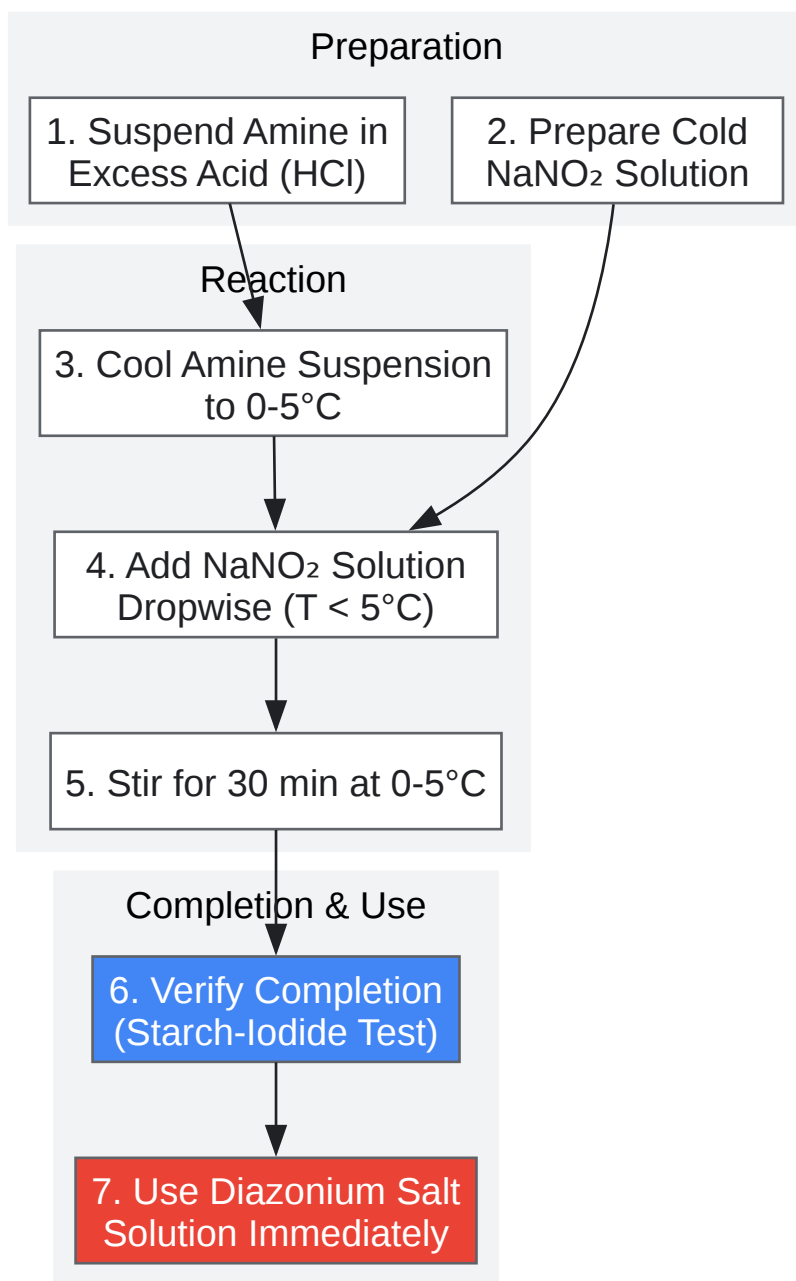 Preparation
1. Suspend Amine in
Excess Acid (HCl)
2. Prepare Cold
NaNO₂ Solution
Reaction
3. Cool Amine Suspension
to 0-5°C
4. Add NaNO₂ Solution
Dropwise (T < 5°C)
5. Stir for 30 min at 0-5°C
Completion & Use
6. Verify Completion
(Starch-Iodide Test)
7. Use Diazonium Salt
Solution Immediately